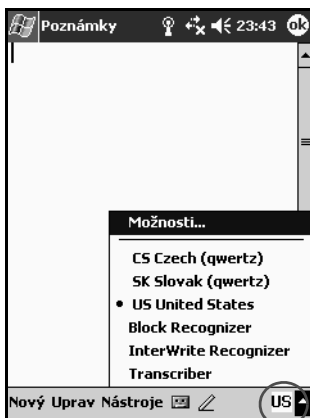 Poznámky 23:43 ok
Možnosti...
CS Czech (qwertz)
SK Slovak (qwertz)
US United States
Block Recognizer
InterWrite Recognizer
Transcriber
Nový Uprav Nástroje US